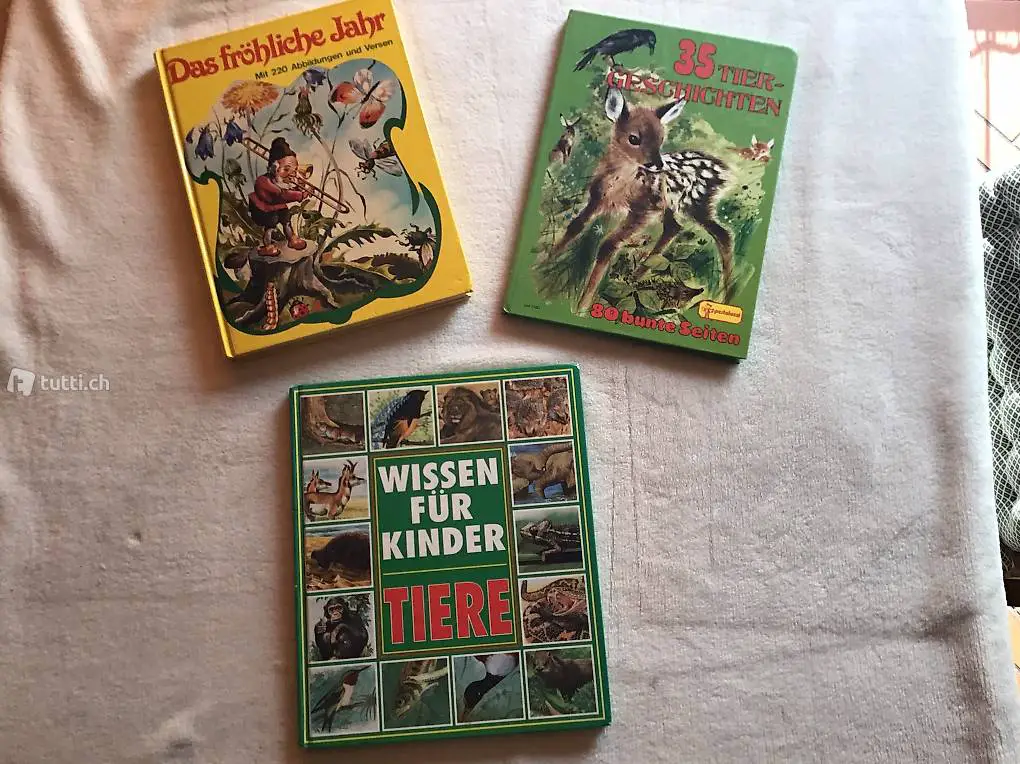 Das fröhliche Jahr
Mit 220 Abbildungen und Versen
35 TIER-
GESCHICHTEN
80 bunte Seiten
pestalozzi
tutti.ch
WISSEN
FÜR
KINDER
TIERE